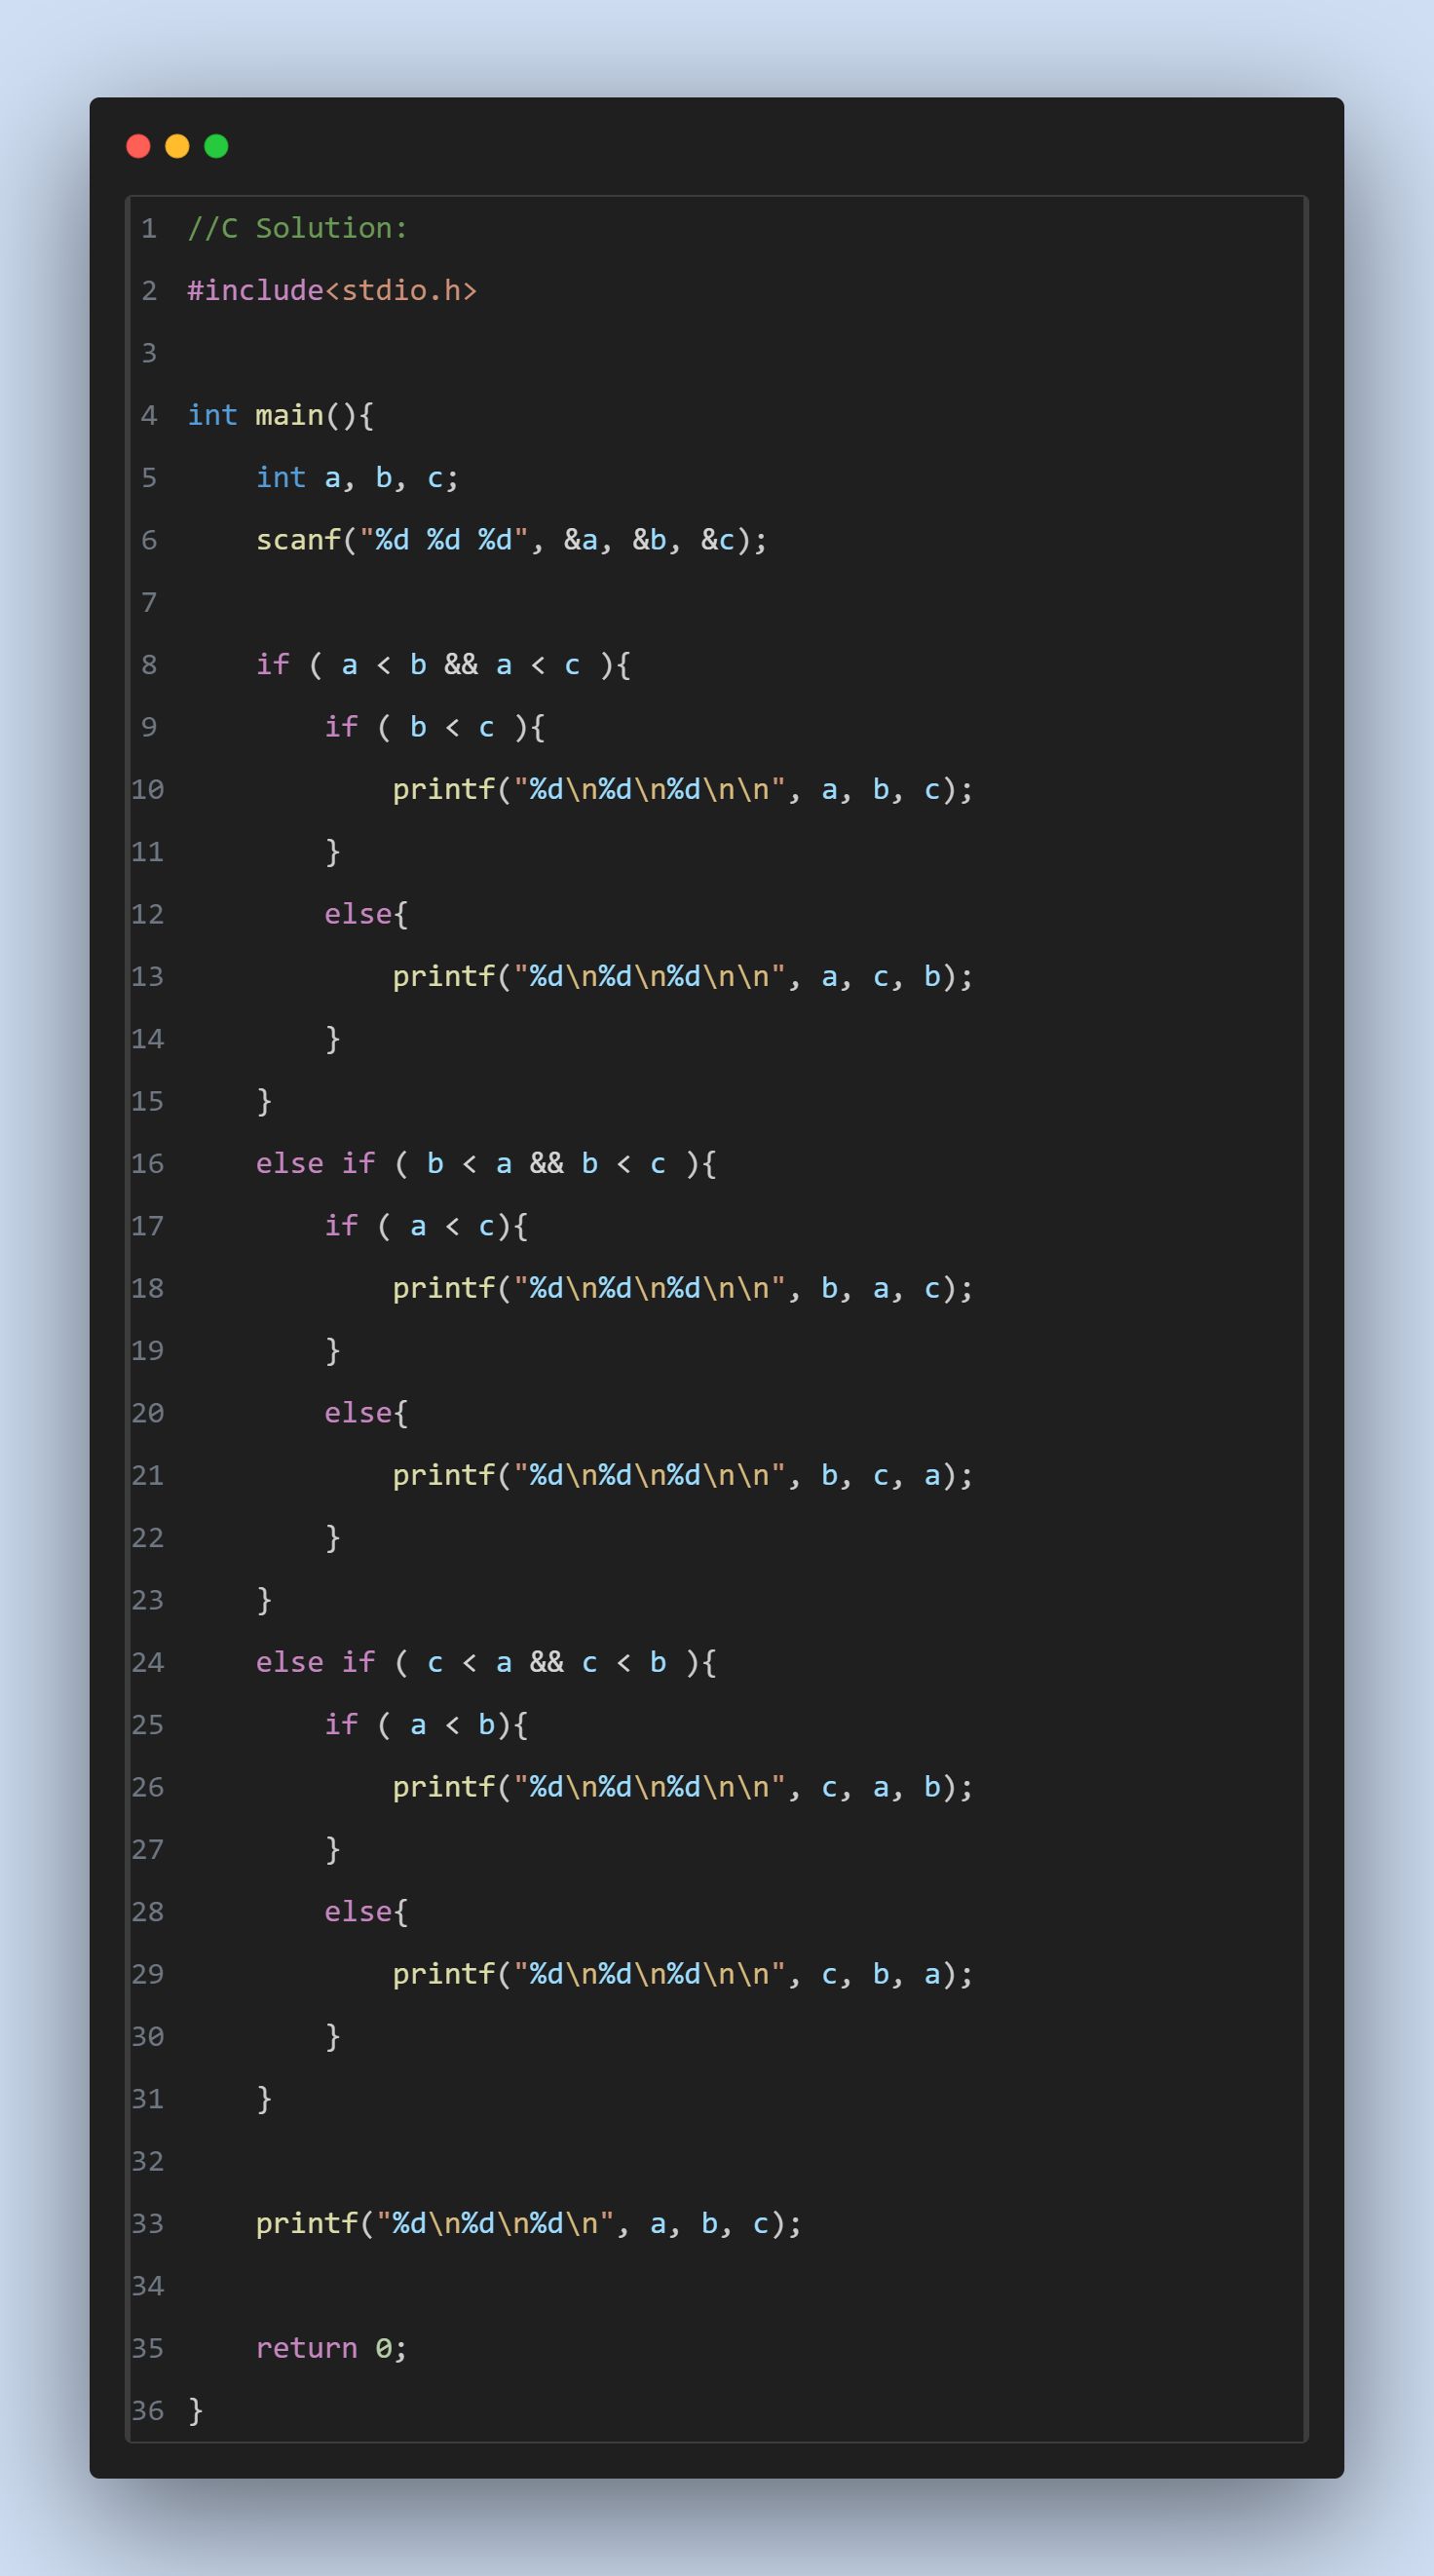 1 //C Solution:
2 #include<stdio.h>
3
4 int main(){
5     int a, b, c;
6     scanf("%d %d %d", &a, &b, &c);
7
8     if ( a < b && a < c ){
9         if ( b < c ){
10             printf("%d\n%d\n%d\n\n", a, b, c);
11         }
12         else{
13             printf("%d\n%d\n%d\n\n", a, c, b);
14         }
15     }
16     else if ( b < a && b < c ){
17         if ( a < c){
18             printf("%d\n%d\n%d\n\n", b, a, c);
19         }
20         else{
21             printf("%d\n%d\n%d\n\n", b, c, a);
22         }
23     }
24     else if ( c < a && c < b ){
25         if ( a < b){
26             printf("%d\n%d\n%d\n\n", c, a, b);
27         }
28         else{
29             printf("%d\n%d\n%d\n\n", c, b, a);
30         }
31     }
32
33     printf("%d\n%d\n%d\n", a, b, c);
34
35     return 0;
36 }